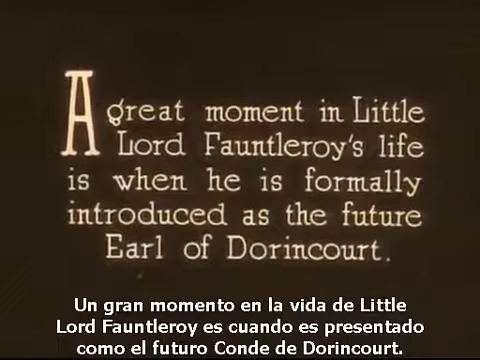 A great moment in Little
Lord Fauntleroy's life
is when he is formally
introduced as the future
Earl of Dorincourt.
Un gran momento en la vida de Little
Lord Fauntleroy es cuando es presentado
como el futuro Conde de Dorincourt.